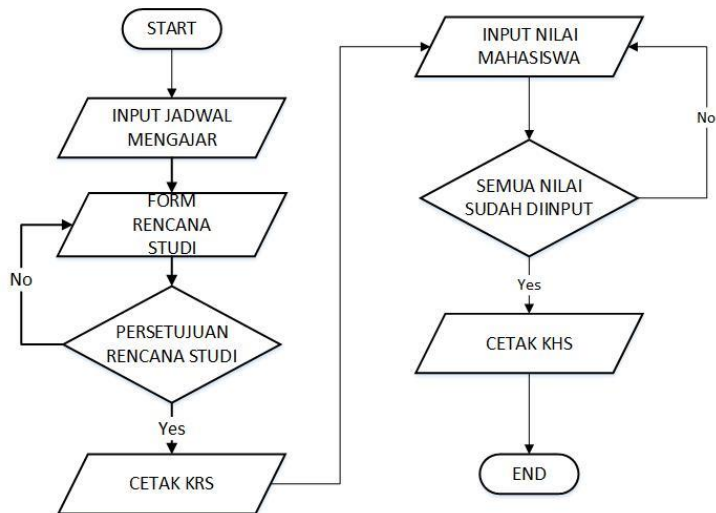 START
INPUT JADWAL
MENGAJAR
FORM
RENCANA
STUDI
No
PERSETUJUAN
RENCANA STUDI
Yes
CETAK KRS
INPUT NILAI
MAHASISWA
No
SEMUA NILAI
SUDAH DIINPUT
Yes
CETAK KHS
END